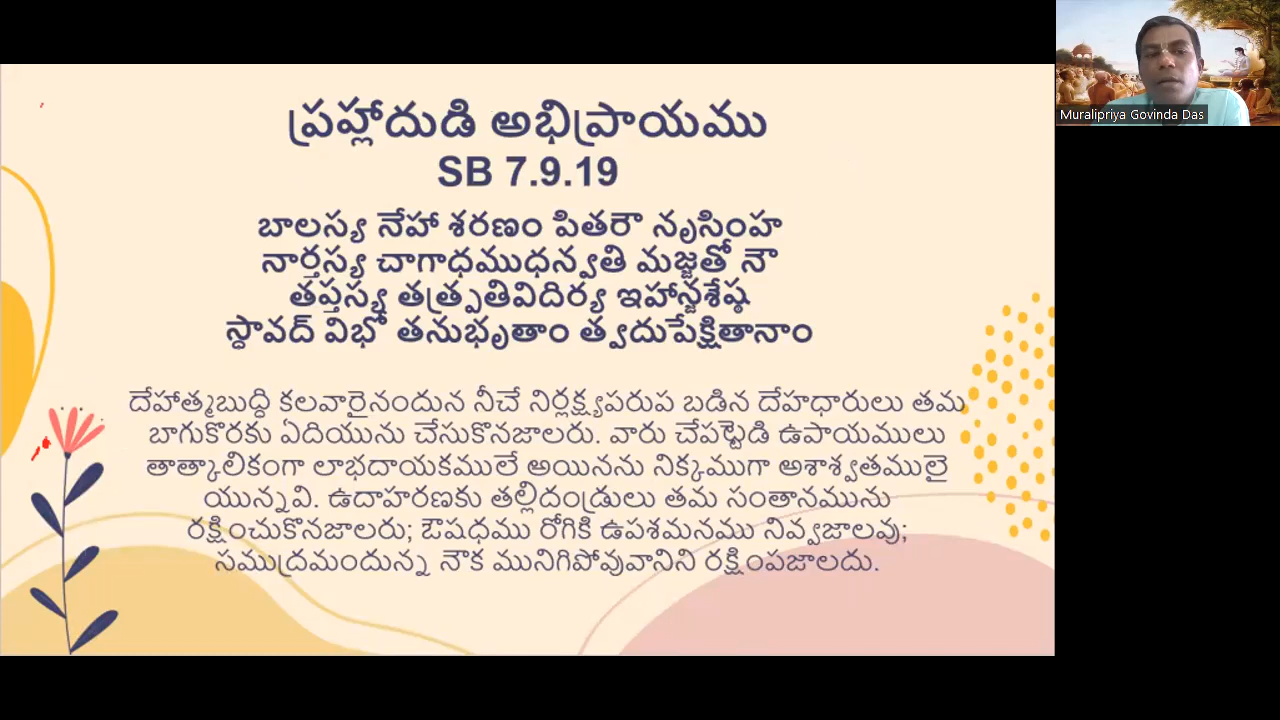 ప్రహ్లాదుడి అభిప్రాయము
SB 7.9.19
బాలస్య నేహా శరణం పితరౌ నృసింహ
నార్తస్య చాగాధముధన్వతి మజ్జతో నౌ
తప్తస్య తత్ప్రతివిదిర్య ఇహాన్జశేష్ఠ
స్థావద్ విభో తనుభృతాం త్వదుపేక్షితానాం
దేహాత్మబుద్ధి కలవారైనందున నీచే నిర్లక్ష్యపరుప బడిన దేహధారులు తమ
బాగుకొరకు ఏదియును చేసుకొనజాలరు. వారు చేపట్టెడి ఉపాయములు
తాత్కాలికంగా లాభదాయకములే అయినను నిక్కముగా అశాశ్వతములై
యున్నవి. ఉదాహరణకు తల్లిదండ్రులు తమ సంతానమును
రక్షించుకొనజాలరు; ఔషధము రోగికి ఉపశమనము నివ్వజాలవు;
సముద్రమందున్న నౌక మునిగిపోవువానిని రక్షింపజాలదు.
Muralipriya Govinda Das